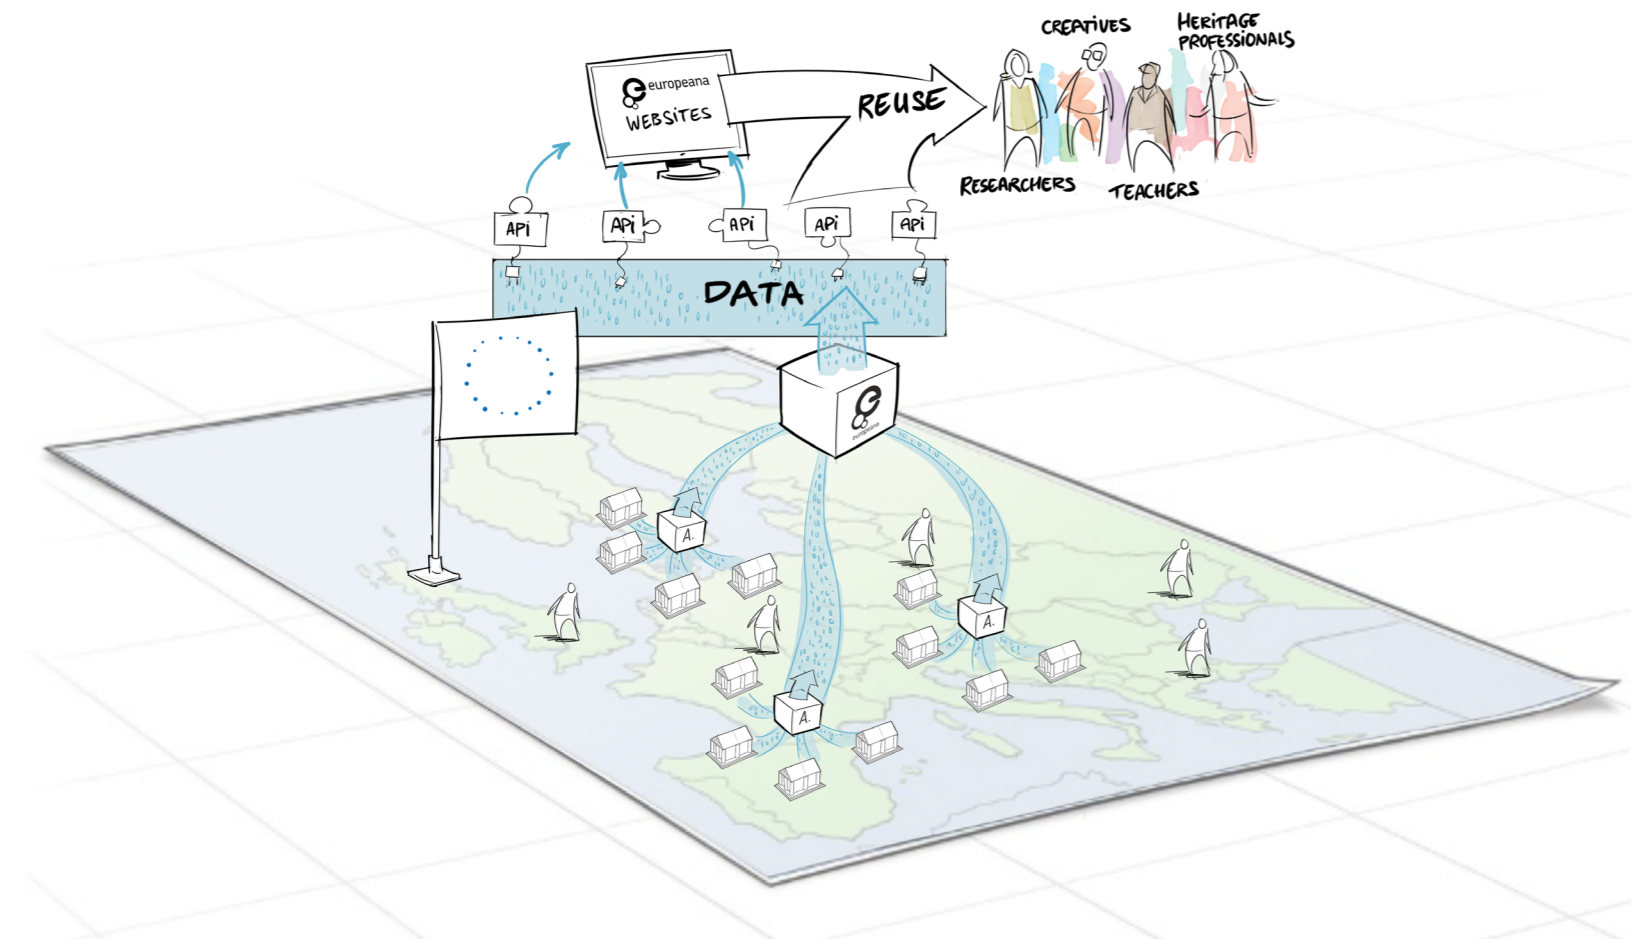 CREATIVES
HERITAGE
PROFESSIONALS
europeana
WEBSITES
REUSE
RESEARCHERS
TEACHERS
APi
APi
APi
APi
APi
DATA
europeana
A.
A.
A.